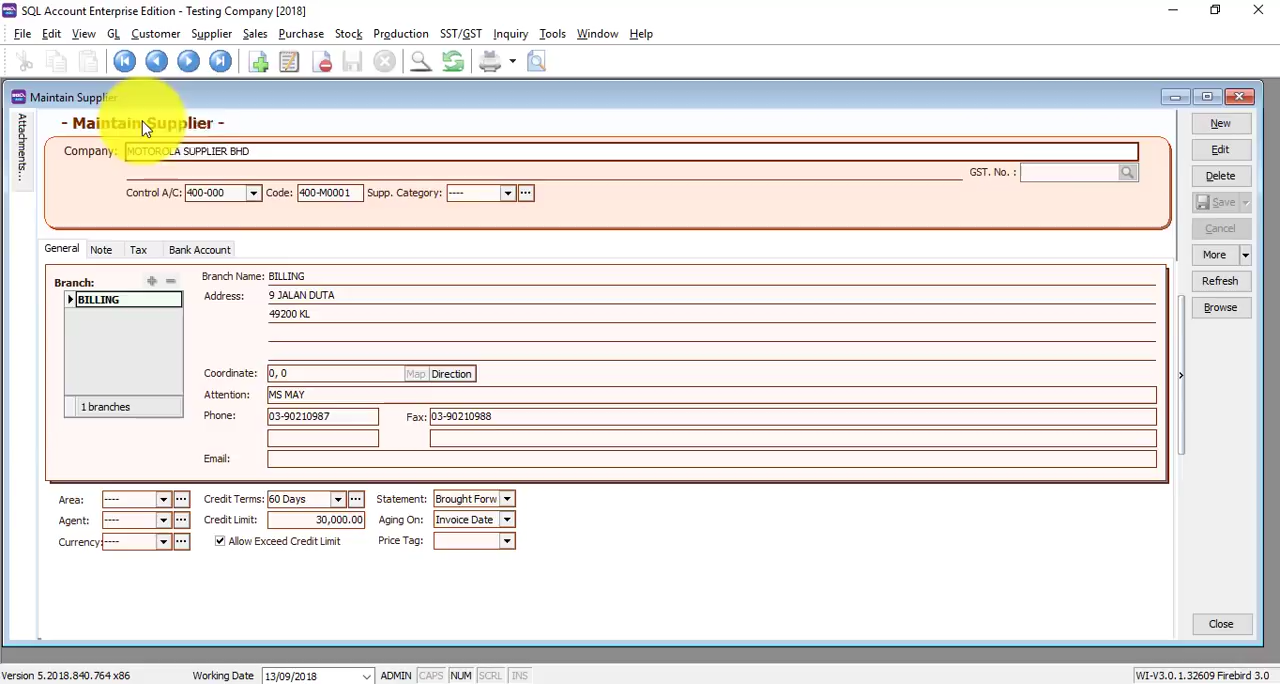 SQL Account Enterprise Edition - Testing Company [2018]
File Edit View GL Customer Supplier Sales Purchase Stock Production SST/GST Inquiry Tools Window Help
Maintain Supplier
Attachments...
- Maintain Supplier -
Company: MOTOROLA SUPPLIER BHD
GST. No. :
Control A/C: 400-000 Code: 400-M0001 Supp. Category: ----
General Note Tax Bank Account
Branch:
BILLING
1 branches
Branch Name: BILLING
Address: 9 JALAN DUTA
49200 KL
Coordinate: 0, 0 Map Direction
Attention: MS MAY
Phone: 03-90210987 Fax: 03-90210988
Email:
Area: ---- Credit Terms: 60 Days Statement: Brought Forw
Agent: ---- Credit Limit: 30,000.00 Aging On: Invoice Date
Currency: ---- Allow Exceed Credit Limit Price Tag:
New
Edit
Delete
Save
Cancel
More
Refresh
Browse
Close
Version 5.2018.840.764 x86 Working Date 13/09/2018 ADMIN CAPS NUM SCRL INS WI-V3.0.1.32609 Firebird 3.0